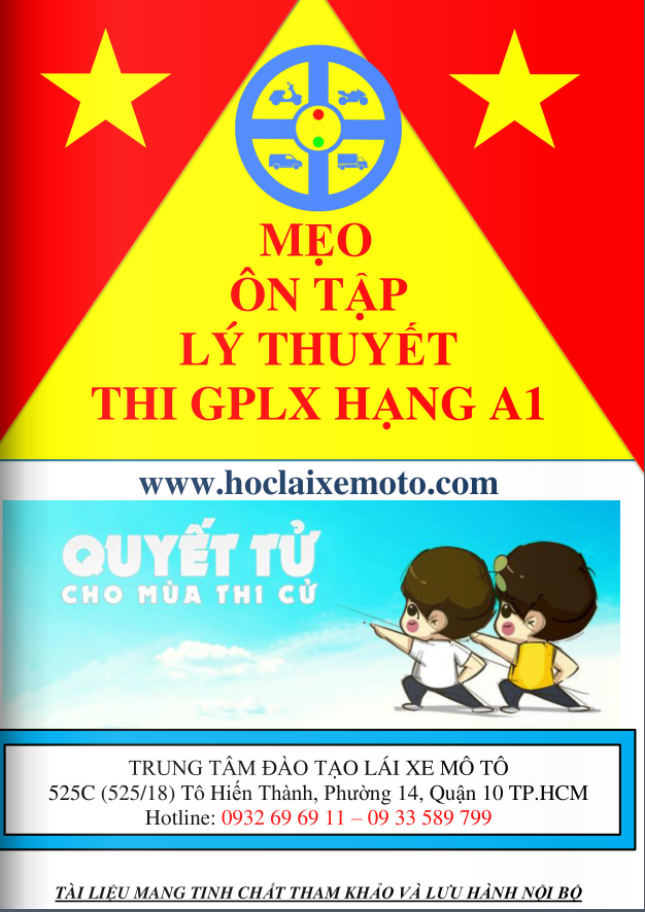 MẸO
ÔN TẬP
LÝ THUYẾT
THI GPLX HẠNG A1
www.hoclaixemoto.com
QUYẾT TỬ
CHO MÙA THI CỬ
TRUNG TÂM ĐÀO TẠO LÁI XE MÔ TÔ
525C (525/18) Tô Hiến Thành, Phường 14, Quận 10 TP.HCM
Hotline: 0932 69 69 11 – 09 33 589 799
TÀI LIỆU MANG TINH CHẤT THAM KHẢO VÀ LƯU HÀNH NỘI BỘ